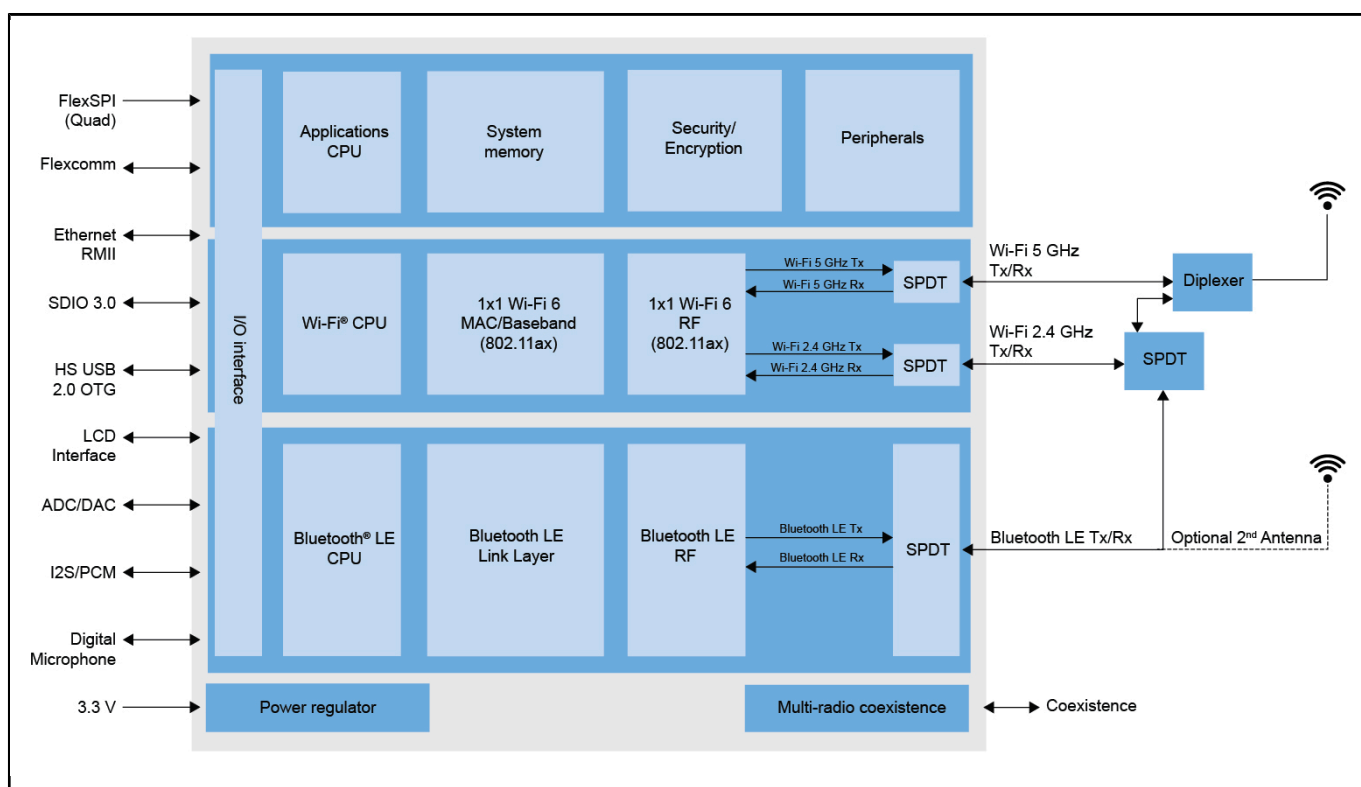 FlexSPI
(Quad)
Flexcomm
Ethernet
RMII
SDIO 3.0
HS USB
2.0 OTG
LCD
Interface
ADC/DAC
I2S/PCM
Digital
Microphone
3.3 V
I/O interface
Applications
CPU
System
memory
Security/
Encryption
Peripherals
Wi-Fi® CPU
1x1 Wi-Fi 6
MAC/Baseband
(802.11ax)
1x1 Wi-Fi 6
RF
(802.11ax)
Wi-Fi 5 GHz Tx
Wi-Fi 5 GHz Rx
SPDT
Wi-Fi 2.4 GHz Tx
Wi-Fi 2.4 GHz Rx
SPDT
Bluetooth® LE
CPU
Bluetooth LE
Link Layer
Bluetooth LE
RF
Bluetooth LE Tx
Bluetooth LE Rx
SPDT
Power regulator
Multi-radio coexistence
Wi-Fi 5 GHz
Tx/Rx
Diplexer
Wi-Fi 2.4 GHz
Tx/Rx
SPDT
Bluetooth LE Tx/Rx
Optional 2nd Antenna
Coexistence